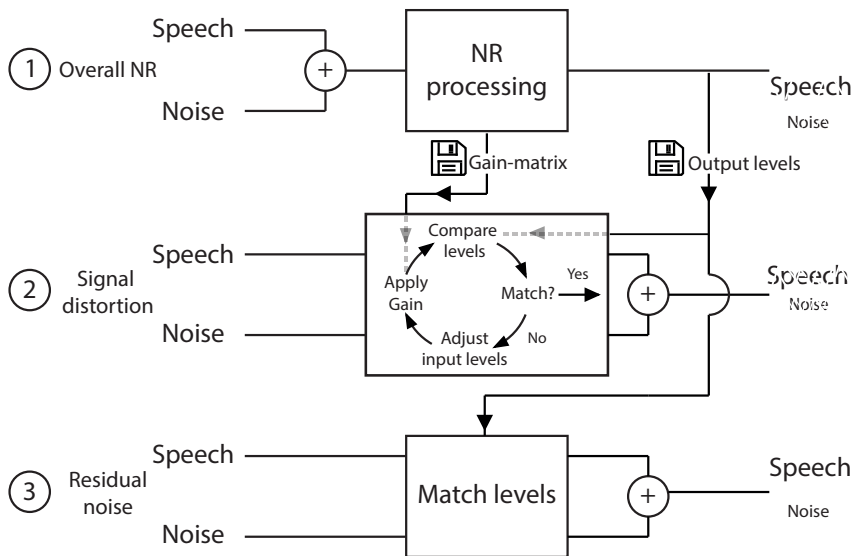 Speech
1
Overall NR
+
Noise
NR
processing
Speech
Noise
Gain-matrix
Output levels
Speech
2
Signal
distortion
Noise
Compare
levels
Apply
Gain
Match?
Yes
No
Adjust
input levels
+
Speech
Noise
Speech
3
Residual
noise
Noise
Match levels
+
Speech
Noise